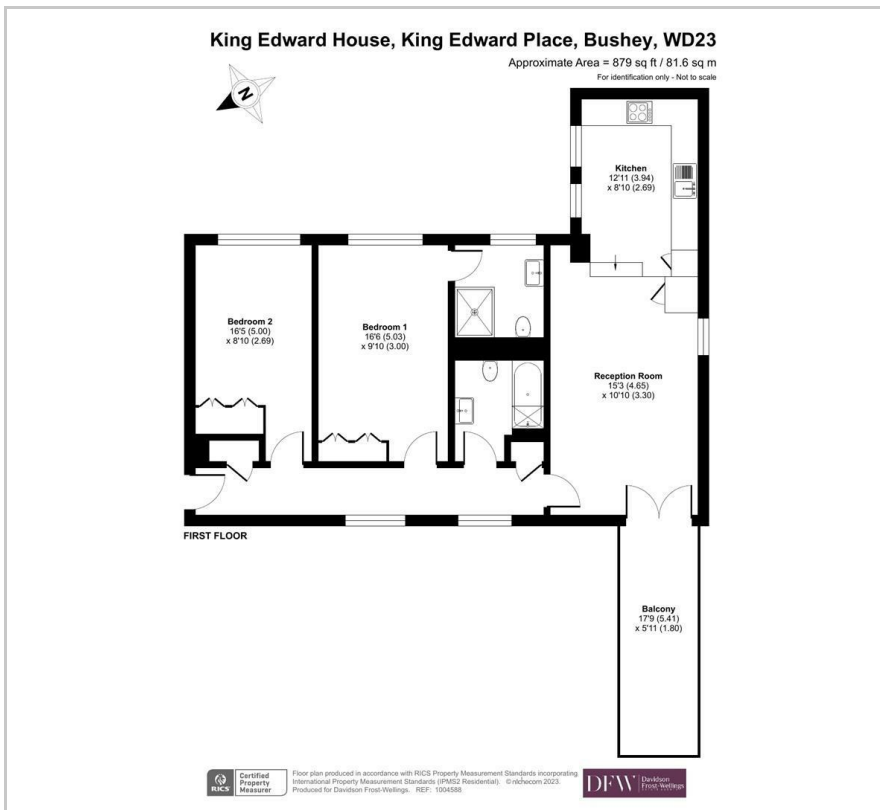 King Edward House, King Edward Place, Bushey, WD23
Approximate Area = 879 sq ft / 81.6 sq m
For identification only - Not to scale
N
Kitchen
12'11 (3.94)
x 8'10 (2.69)
Bedroom 2
16'5 (5.00)
x 8'10 (2.69)
Bedroom 1
16'6 (5.03)
x 9'10 (3.00)
Reception Room
15'3 (4.65)
x 10'10 (3.30)
FIRST FLOOR
Balcony
17'9 (5.41)
x 5'11 (1.80)
RICS
Certified
Property
Measurer
Floor plan produced in accordance with RICS Property Measurement Standards incorporating
International Property Measurement Standards (IPMS2 Residential). © nichecom 2023.
Produced for Davidson Frost-Wellings. REF: 1004588
DFW
Davidson
Frost-Wellings